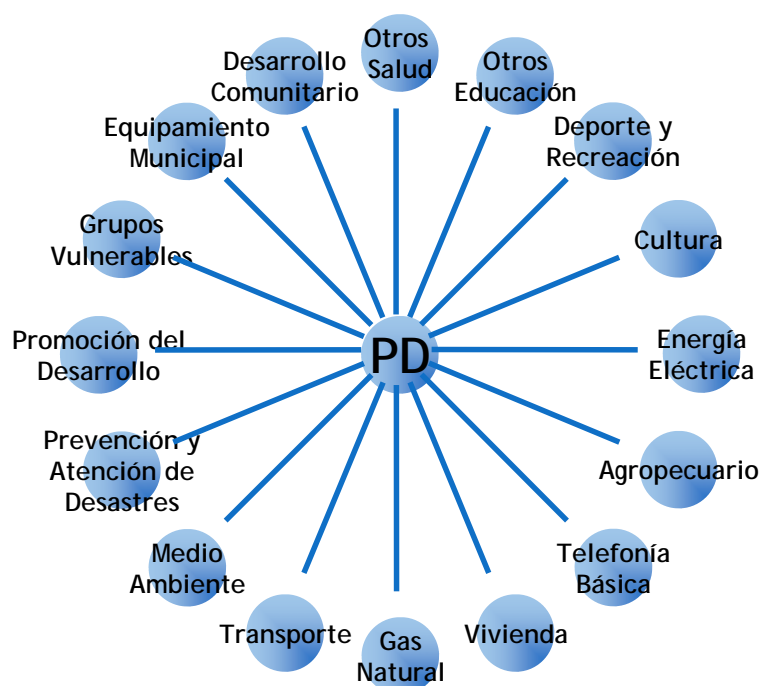 Otros
Salud
Otros
Educación
Deporte y
Recreación
Cultura
Energía
Eléctrica
Agropecuario
Telefonía
Básica
Vivienda
Gas
Natural
Transporte
Medio
Ambiente
Prevención y
Atención de
Desastres
Promoción del
Desarrollo
Grupos
Vulnerables
Equipamiento
Municipal
Desarrollo
Comunitario
PD